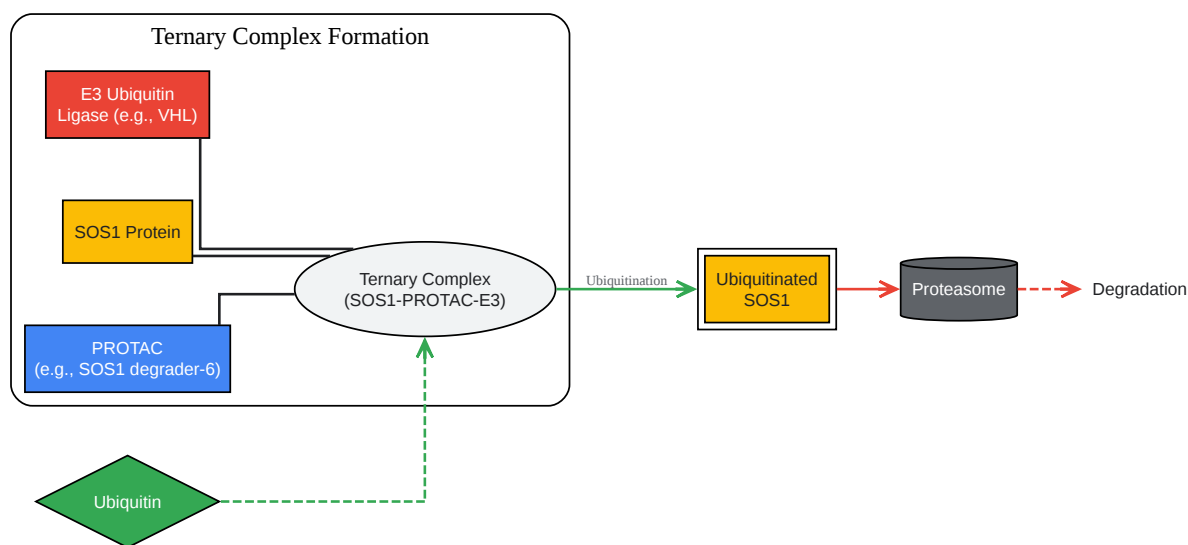 Ternary Complex Formation
E3 Ubiquitin
Ligase (e.g., VHL)
SOS1 Protein
PROTAC
(e.g., SOS1 degrader-6)
Ternary Complex
(SOS1-PROTAC-E3)
Ubiquitination
Ubiquitinated
SOS1
Proteasome
Degradation
Ubiquitin